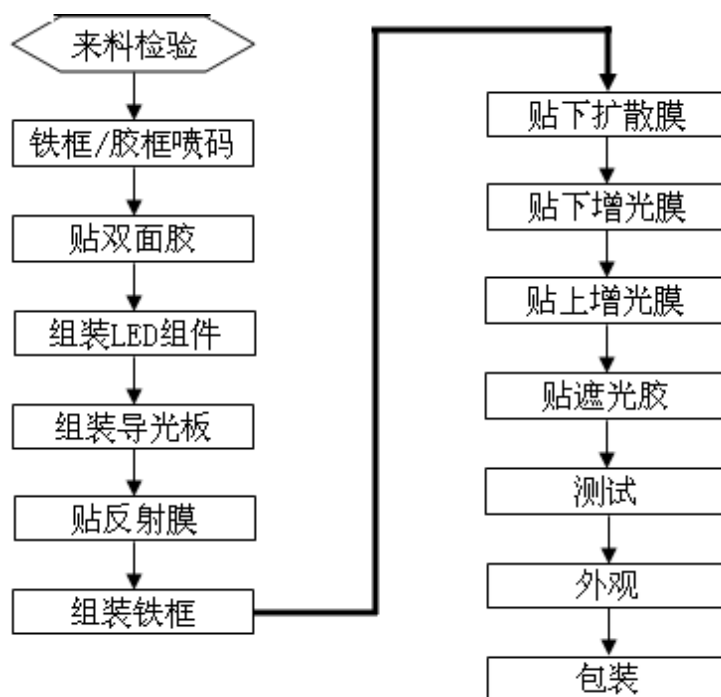 来料检验
铁框/胶框喷码
贴双面胶
组装LED组件
组装导光板
贴反射膜
组装铁框
贴下扩散膜
贴下增光膜
贴上增光膜
贴遮光胶
测试
外观
包装